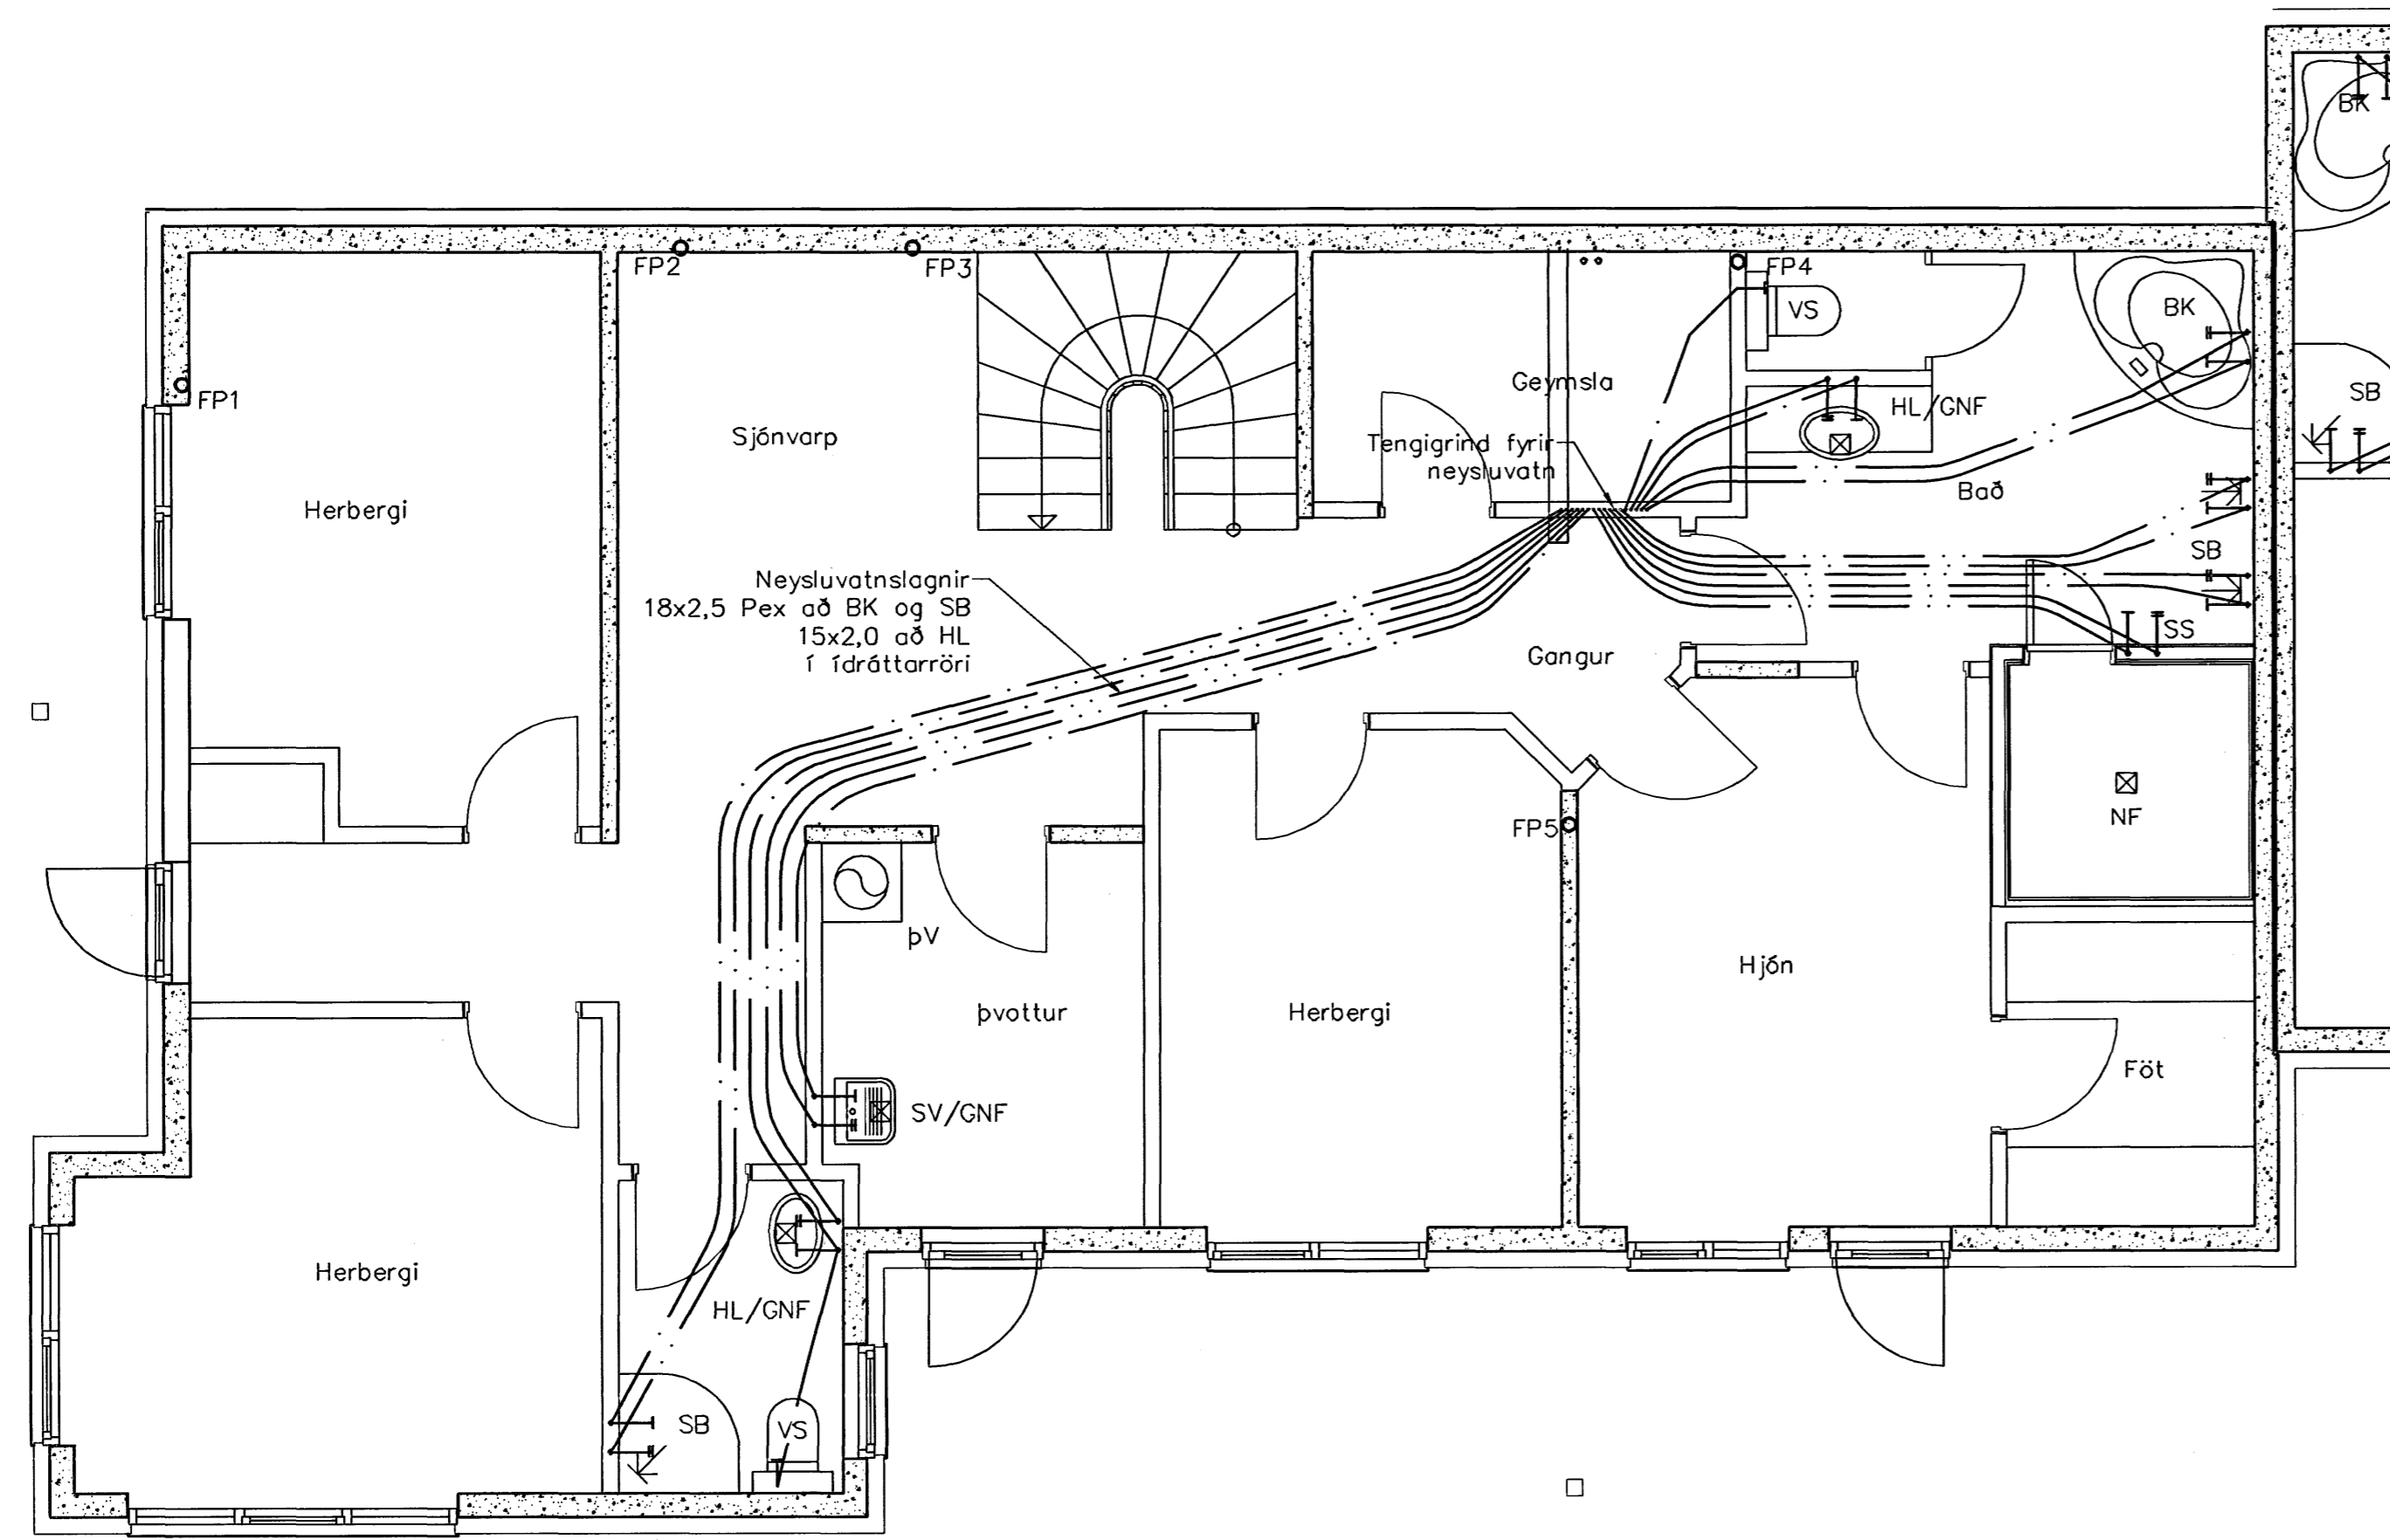 BK
FP2
FP3
FP4
VS
BK
FP1
Geymsla
SB
HL/GNF
Sjónvarp
Tengigrind fyrir
neysluvatn
Herbergi
Bað
SB
Neysluvatnslagnir
18x2,5 Pex að BK og SB
15x2,0 að HL
í ídráttarröri
SS
Gangur
NF
FP5
þV
Hjón
þvottur
Herbergi
Föt
SV/GNF
Herbergi
HL/GNF
SB
VS